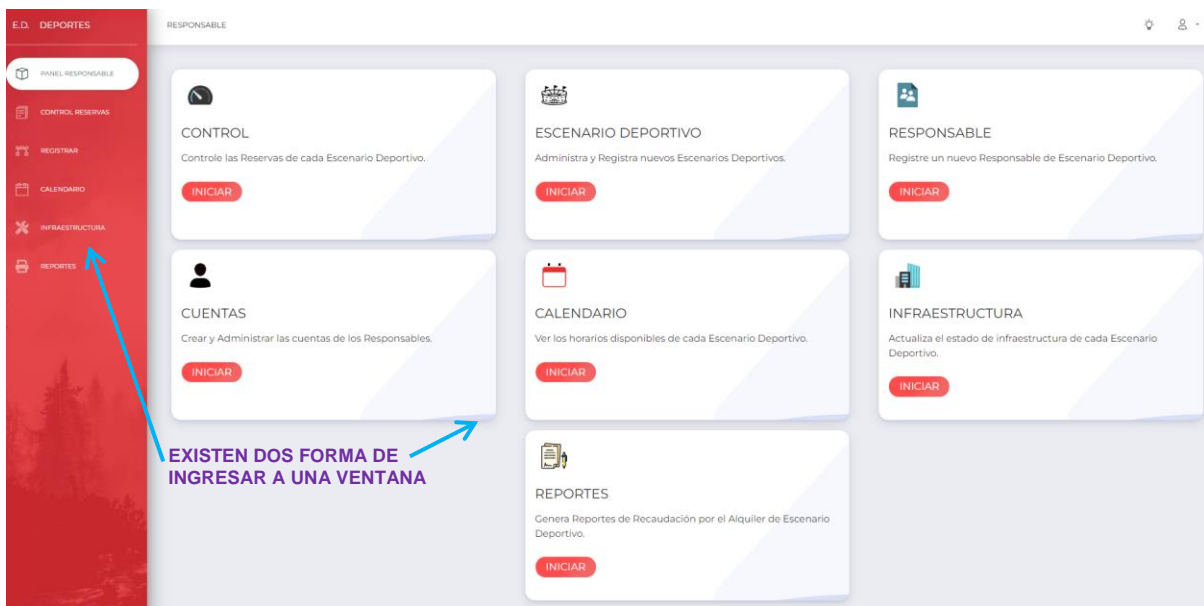 E.D. DEPORTES
RESPONSABLE
PANEL RESPONSABLE
CONTROL RESERVAS
REGISTRAR
CALENDARIO
INFRAESTRUCTURA
REPORTES
CONTROL
Controle las Reservas de cada Escenario Deportivo.
INICIAR
ESCENARIO DEPORTIVO
Administra y Registra nuevos Escenarios Deportivos.
INICIAR
RESPONSABLE
Registre un nuevo Responsable de Escenario Deportivo.
INICIAR
CUENTAS
Crear y Administrar las cuentas de los Responsables.
INICIAR
CALENDARIO
Ver los horarios disponibles de cada Escenario Deportivo.
INICIAR
INFRAESTRUCTURA
Actualiza el estado de infraestructura de cada Escenario
Deportivo.
INICIAR
EXISTEN DOS FORMA DE
INGRESAR A UNA VENTANA
REPORTES
Genera Reportes de Recaudación por el Alquiler de Escenario
Deportivo.
INICIAR